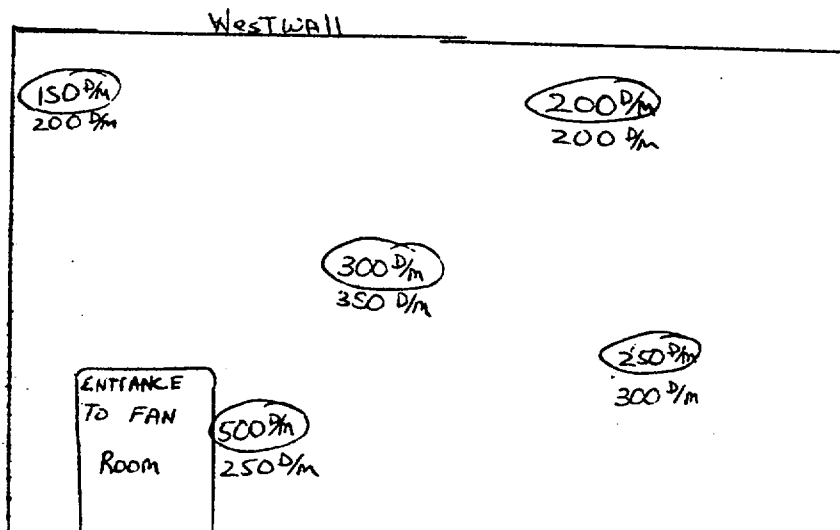 WestWall
150 D/m
200 D/m
200 D/m
200 D/m
300 D/m
350 D/m
250 D/m
300 D/m
ENTRANCE
TO FAN
Room
500 D/m
250 D/m